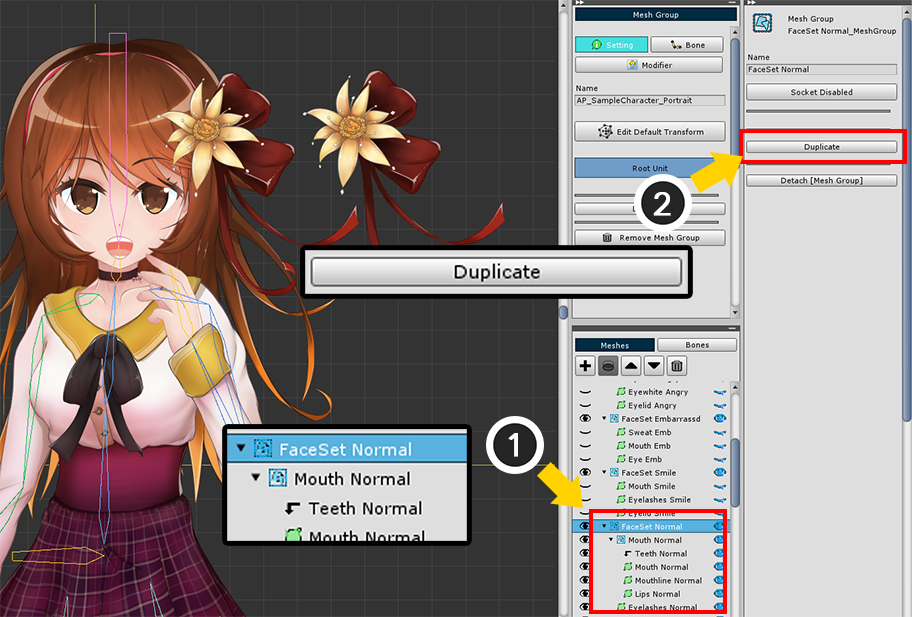 Mesh Group
Setting
Bone
Modifier
Name
AP_SampleCharacter_Portrait
Edit Default Transform
Root Unit
2
D
Remove Mesh Group
Mesh Group
FaceSet Normal_MeshGroup
Name
FaceSet Normal
Socket Disabled
Duplicate
Detach [Mesh Group]
Duplicate
Meshes
Bones
Eyewhite Angry
Eyelid Angry
FaceSet Embarrassd
Sweat Emb
Mouth Emb
Eye Emb
FaceSet Smile
Mouth Smile
Eyelashes Smile
Eyelid Smile
FaceSet Normal
Mouth Normal
Teeth Normal
Mouth Normal
Mouthline Normal
Lips Normal
Eyelashes Normal
1
FaceSet Normal
Mouth Normal
Teeth Normal
Mouth Normal